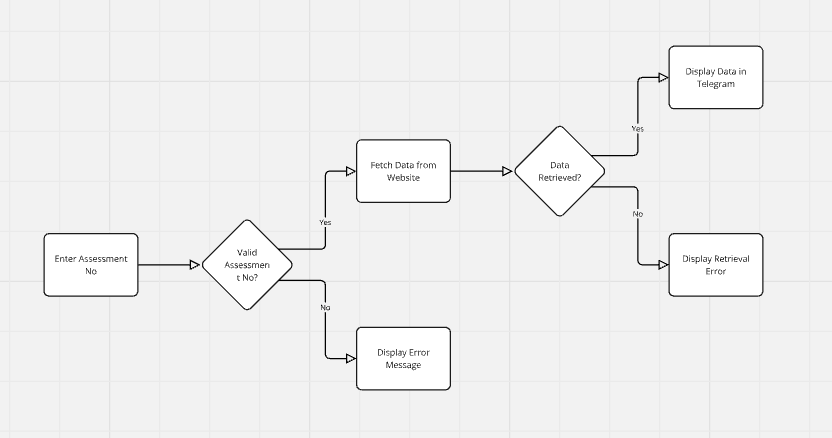 Enter Assessment
No
Valid
Assessmen
t No?
Yes
No
Fetch Data from
Website
Display Error
Message
Data
Retrieved?
Yes
No
Display Data in
Telegram
Display Retrieval
Error